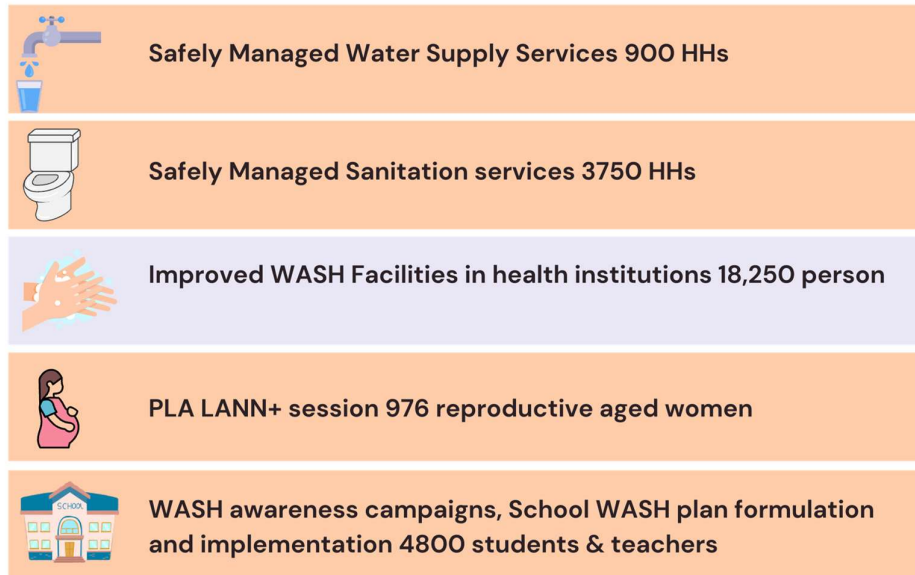 Safely Managed Water Supply Services 900 HHs
Safely Managed Sanitation services 3750 HHs
Improved WASH Facilities in health institutions 18,250 person
PLA LANN+ session 976 reproductive aged women
SCHOOL
WASH awareness campaigns, School WASH plan formulation
and implementation 4800 students & teachers